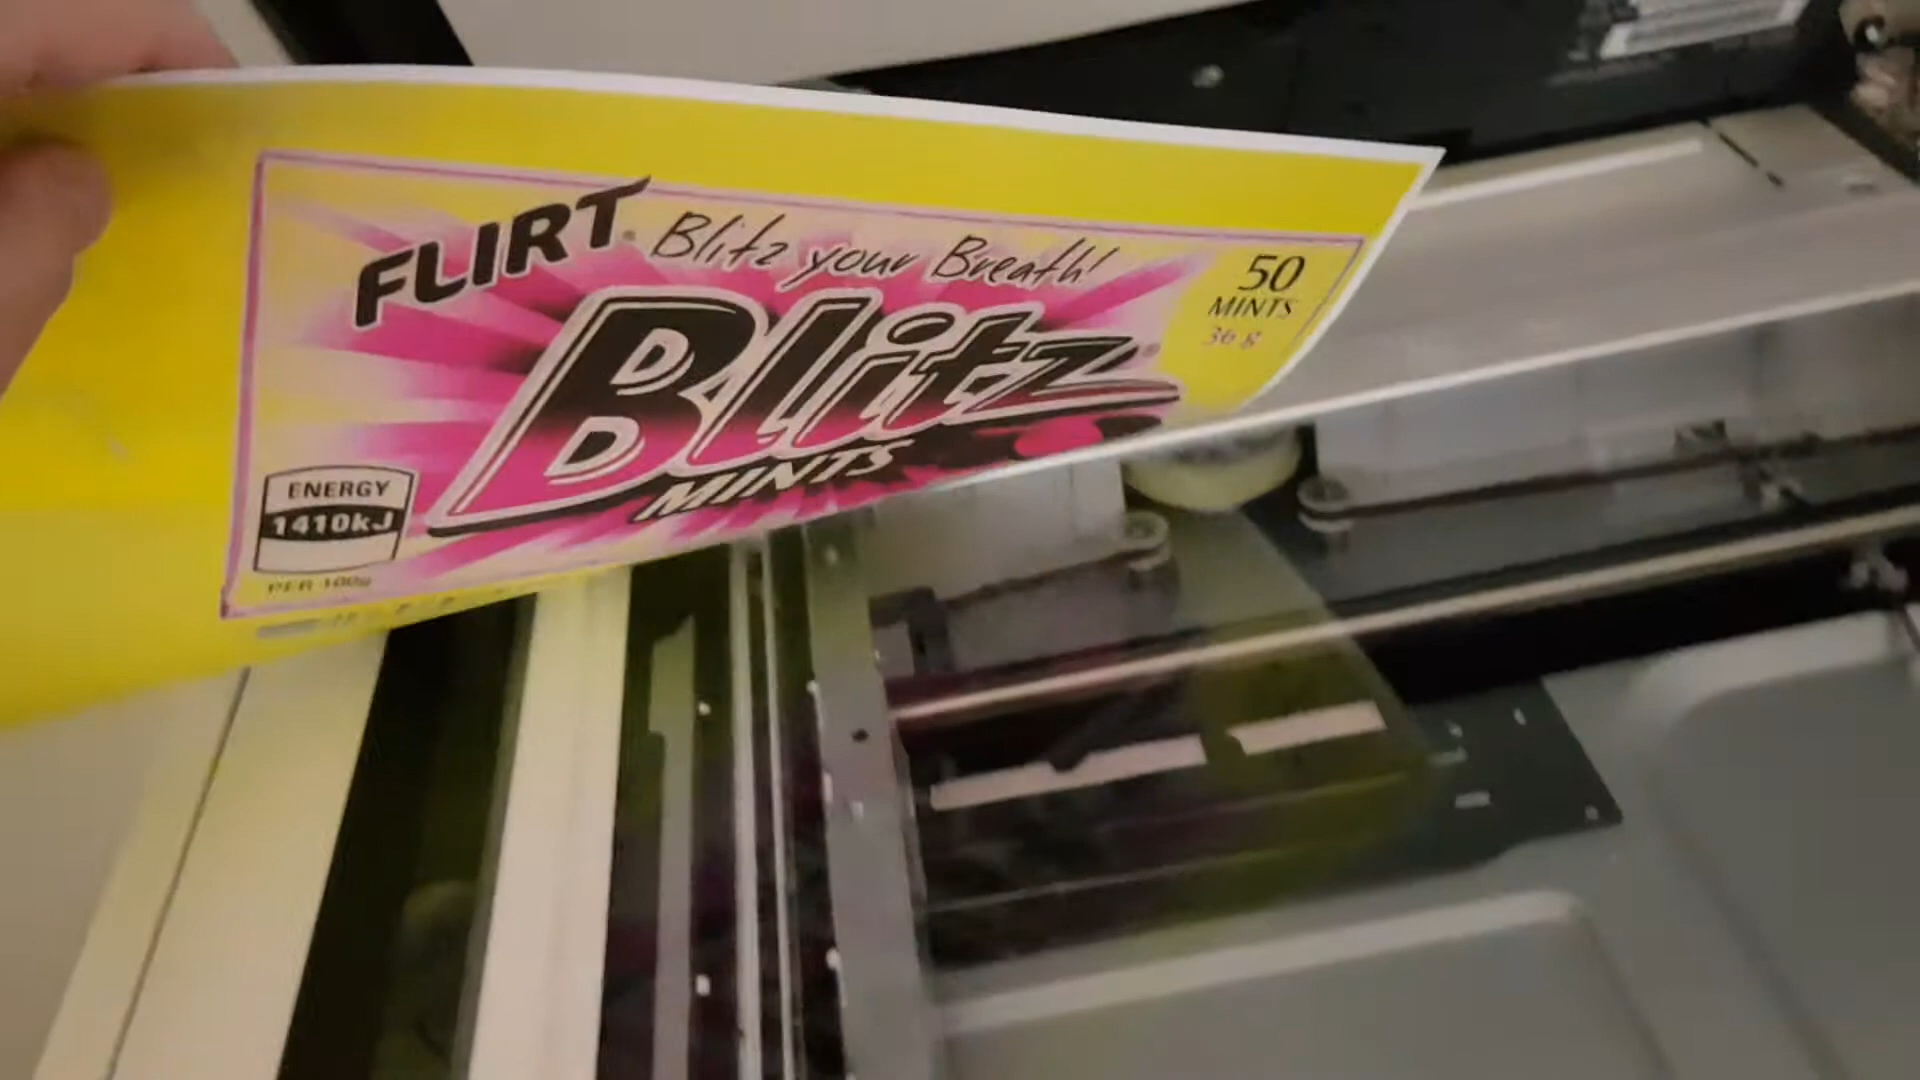 FLIRT® Blitz your Breath!
Blitz®
MINTS
50
MINTS
36 g
ENERGY
1410kJ
PER 100g